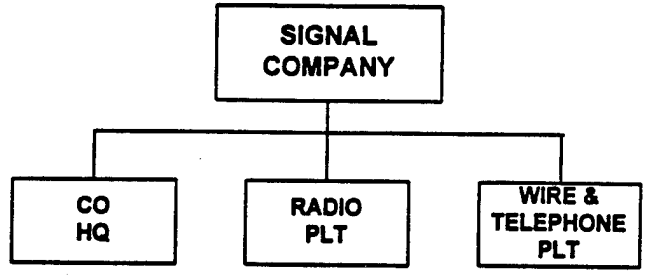 SIGNAL
COMPANY
CO
HQ
RADIO
PLT
WIRE &
TELEPHONE
PLT